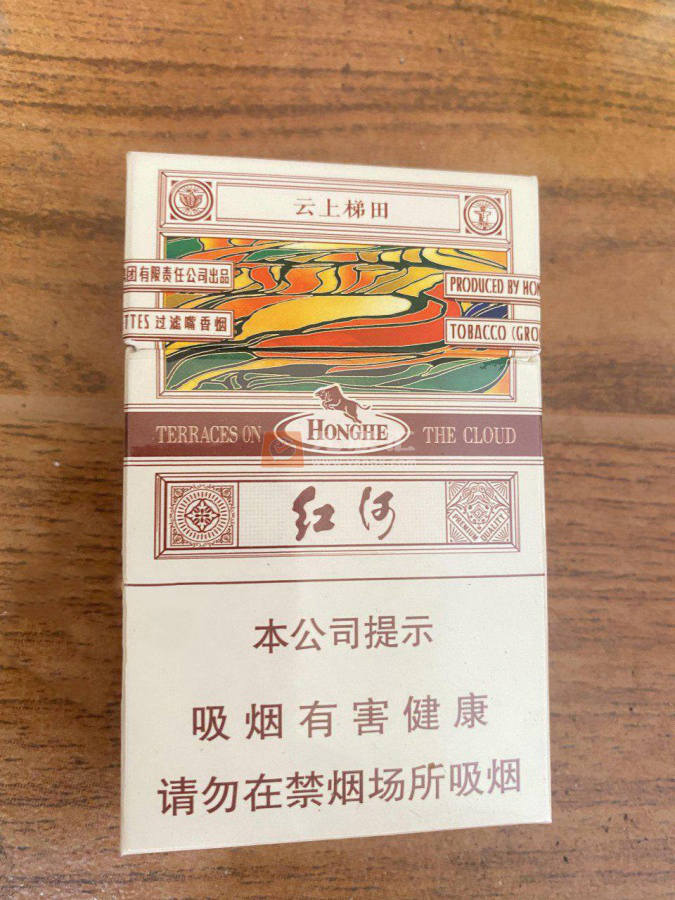 云上梯田
团有限责任公司出品
PRODUCED BY HON
TTES 过滤嘴香烟
TOBACCO (GRO
TERRACES ON HONGHE THE CLOUD
红河
PREMIUM QUALITY
本公司提示
吸烟有害健康
请勿在禁烟场所吸烟